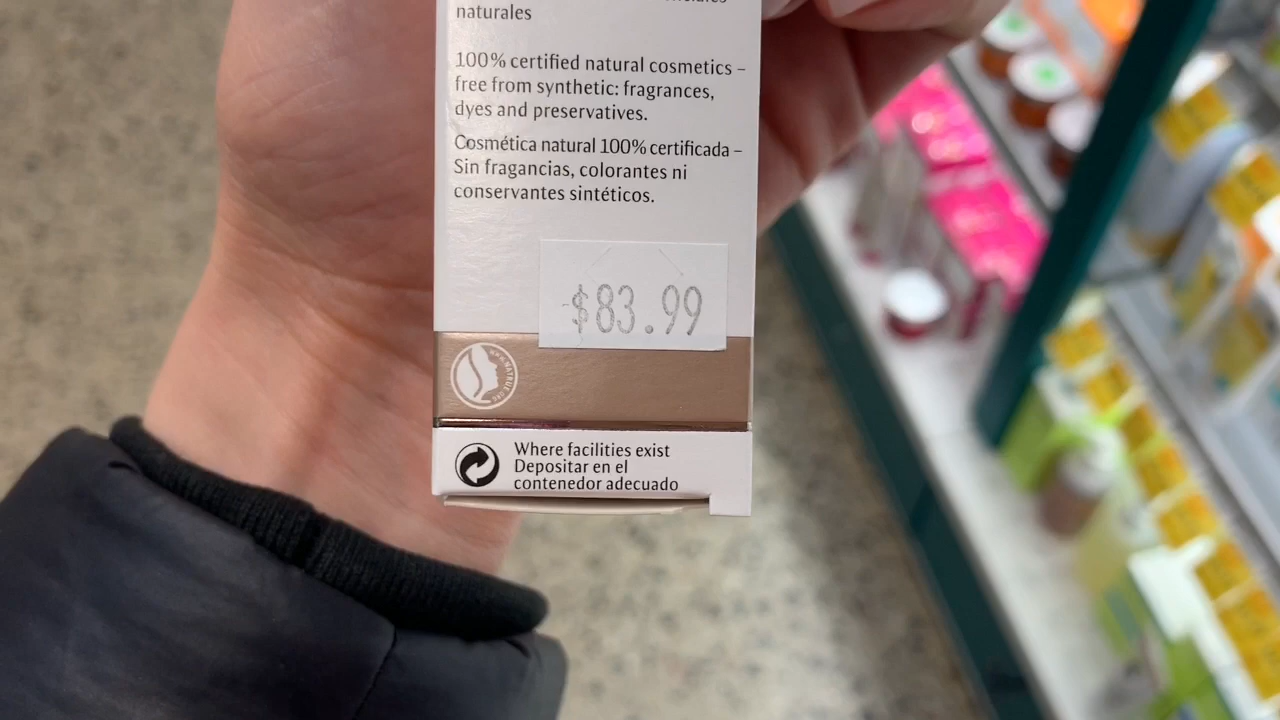 naturales
100% certified natural cosmetics –
free from synthetic: fragrances,
dyes and preservatives.
Cosmética natural 100% certificada –
Sin fragancias, colorantes ni
conservantes sintéticos.
$83.99
Where facilities exist
Depositar en el
contenedor adecuado